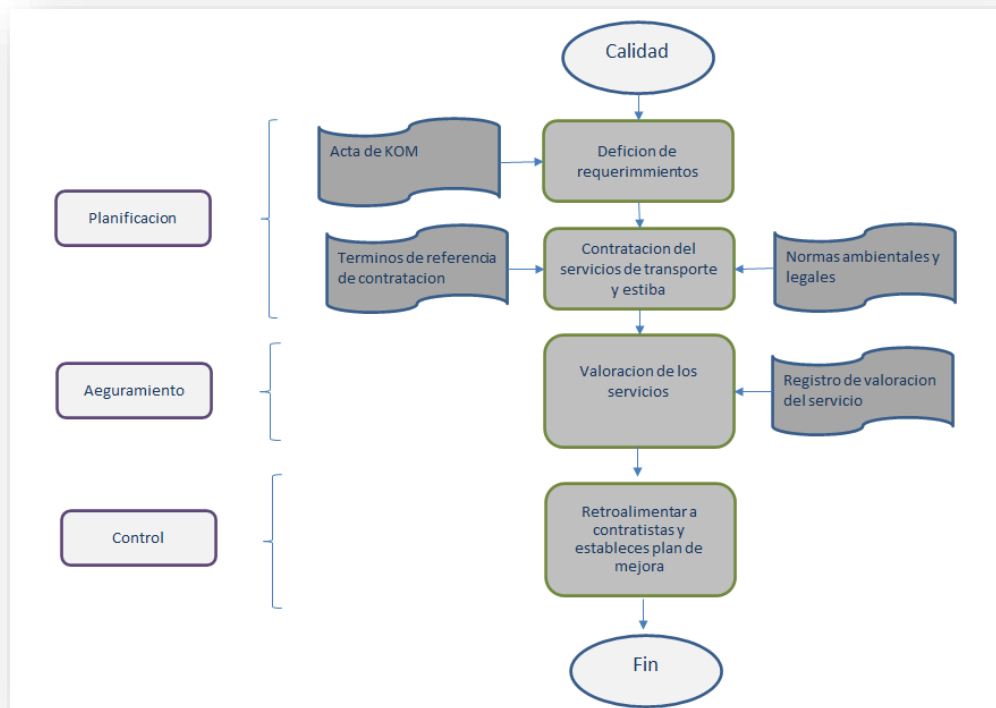 Calidad
Acta de KOM
Deficion de
requerimmientos
Planificacion
Terminos de referencia
de contratacion
Contratacion del
servicios de transporte
y estiba
Normas ambientales y
legales
Aeguramiento
Valoracion de los
servicios
Registro de valoracion
del servicio
Control
Retroalimentar a
contratistas y
estableces plan de
mejora
Fin